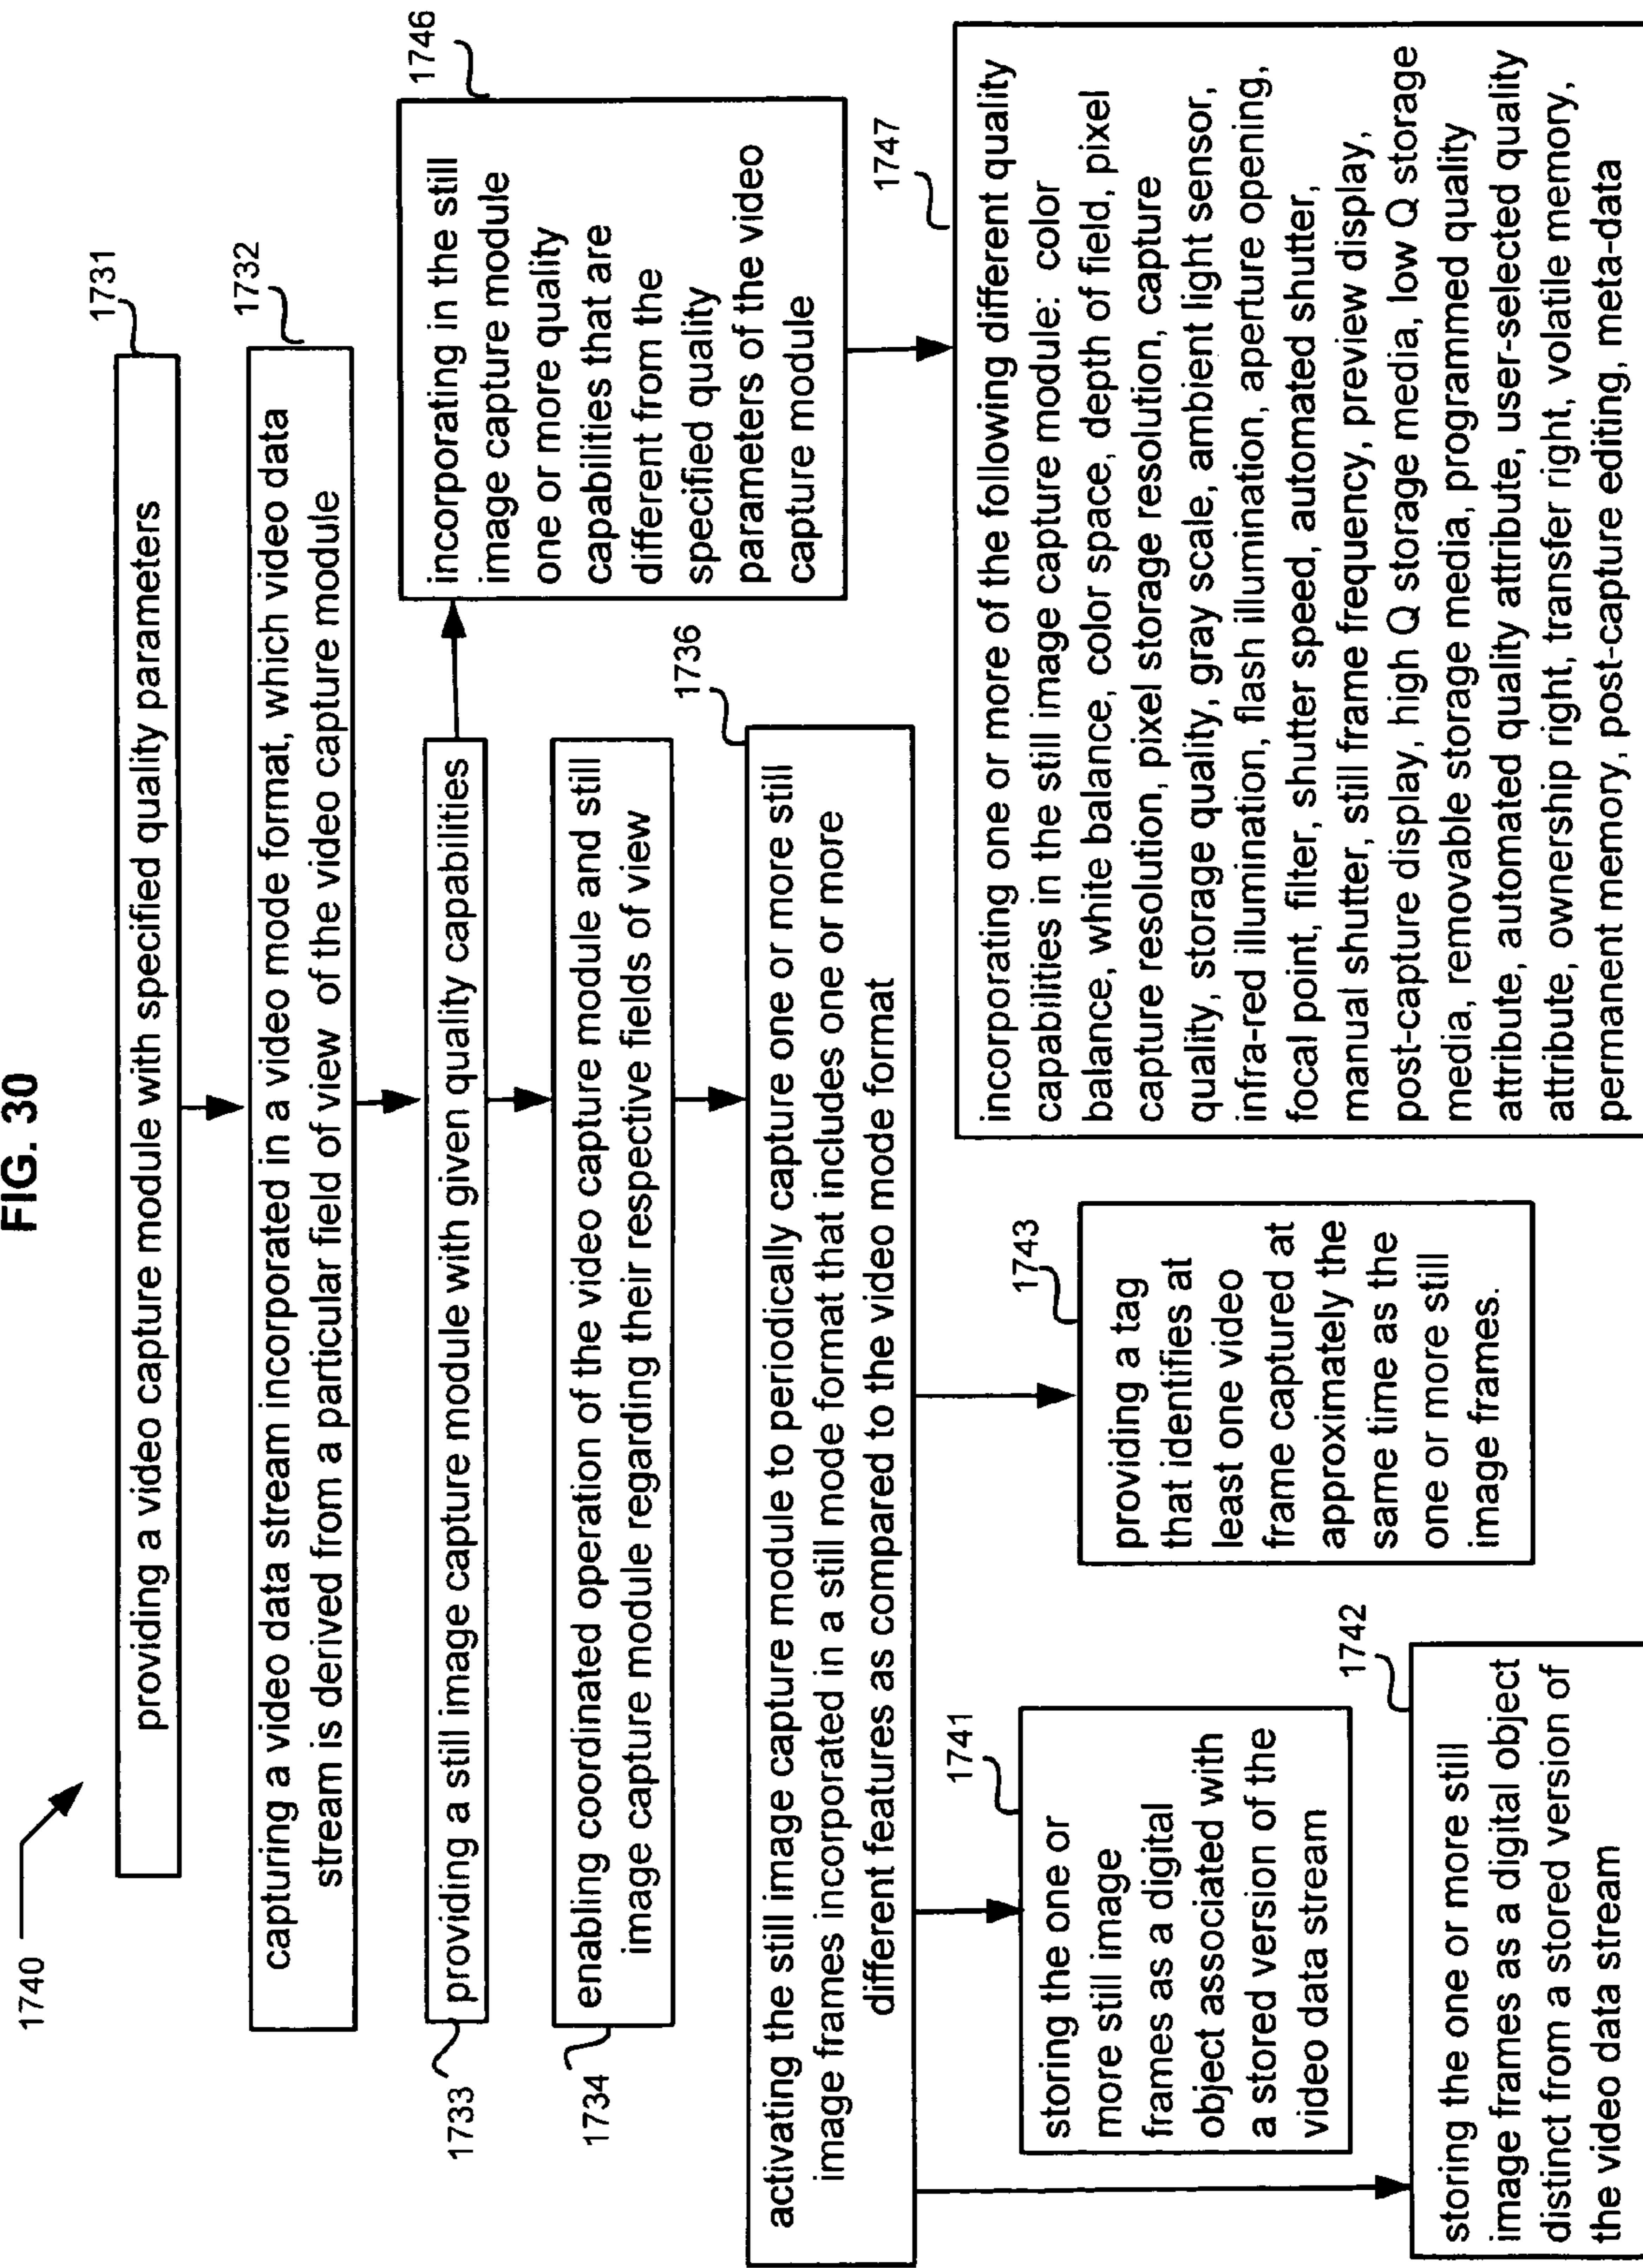 FIG. 30
1740
1731
providing a video capture module with specified quality parameters
1732
capturing a video data stream incorporated in a video mode format, which video data
stream is derived from a particular field of view of the video capture module
1733
providing a still image capture module with given quality capabilities
1746
incorporating in the still
image capture module
one or more quality
capabilities that are
different from the
specified quality
parameters of the video
capture module
1734
enabling coordinated operation of the video capture module and still
image capture module regarding their respective fields of view
1736
activating the still image capture module to periodically capture one or more still
image frames incorporated in a still mode format that includes one or more
different features as compared to the video mode format
1747
incorporating one or more of the following different quality
capabilities in the still image capture module: color
balance, white balance, color space, depth of field, pixel
capture resolution, pixel storage resolution, capture
quality, storage quality, gray scale, ambient light sensor,
infra-red illumination, flash illumination, aperture opening,
focal point, filter, shutter speed, automated shutter,
manual shutter, still frame frequency, preview display,
post-capture display, high Q storage media, low Q storage
media, removable storage media, programmed quality
attribute, automated quality attribute, user-selected quality
attribute, ownership right, transfer right, volatile memory,
permanent memory, post-capture editing, meta-data
1741
storing the one or
more still image
frames as a digital
object associated with
a stored version of the
video data stream
1743
providing a tag
that identifies at
least one video
frame captured at
approximately the
same time as the
one or more still
image frames.
1742
storing the one or more still
image frames as a digital object
distinct from a stored version of
the video data stream